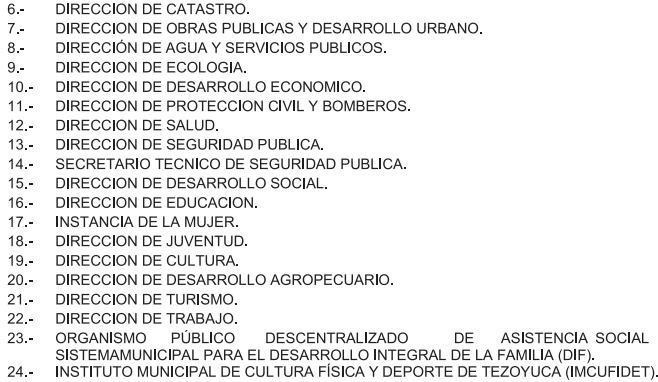 6.- DIRECCION DE CATASTRO.
7.- DIRECCION DE OBRAS PUBLICAS Y DESARROLLO URBANO.
8.- DIRECCIÓN DE AGUA Y SERVICIOS PUBLICOS.
9.- DIRECCION DE ECOLOGIA.
10.- DIRECCION DE DESARROLLO ECONOMICO.
11.- DIRECCION DE PROTECCION CIVIL Y BOMBEROS.
12.- DIRECCION DE SALUD.
13.- DIRECCION DE SEGURIDAD PUBLICA.
14.- SECRETARIO TECNICO DE SEGURIDAD PUBLICA.
15.- DIRECCION DE DESARROLLO SOCIAL.
16.- DIRECCION DE EDUCACION.
17.- INSTANCIA DE LA MUJER.
18.- DIRECCION DE JUVENTUD.
19.- DIRECCION DE CULTURA.
20.- DIRECCION DE DESARROLLO AGROPECUARIO.
21.- DIRECCION DE TURISMO.
22.- DIRECCION DE TRABAJO.
23.- ORGANISMO PÚBLICO DESCENTRALIZADO DE ASISTENCIA SOCIAL
SISTEMAMUNICIPAL PARA EL DESARROLLO INTEGRAL DE LA FAMILIA (DIF).
24.- INSTITUTO MUNICIPAL DE CULTURA FÍSICA Y DEPORTE DE TEZOYUCA (IMCUFIDET).